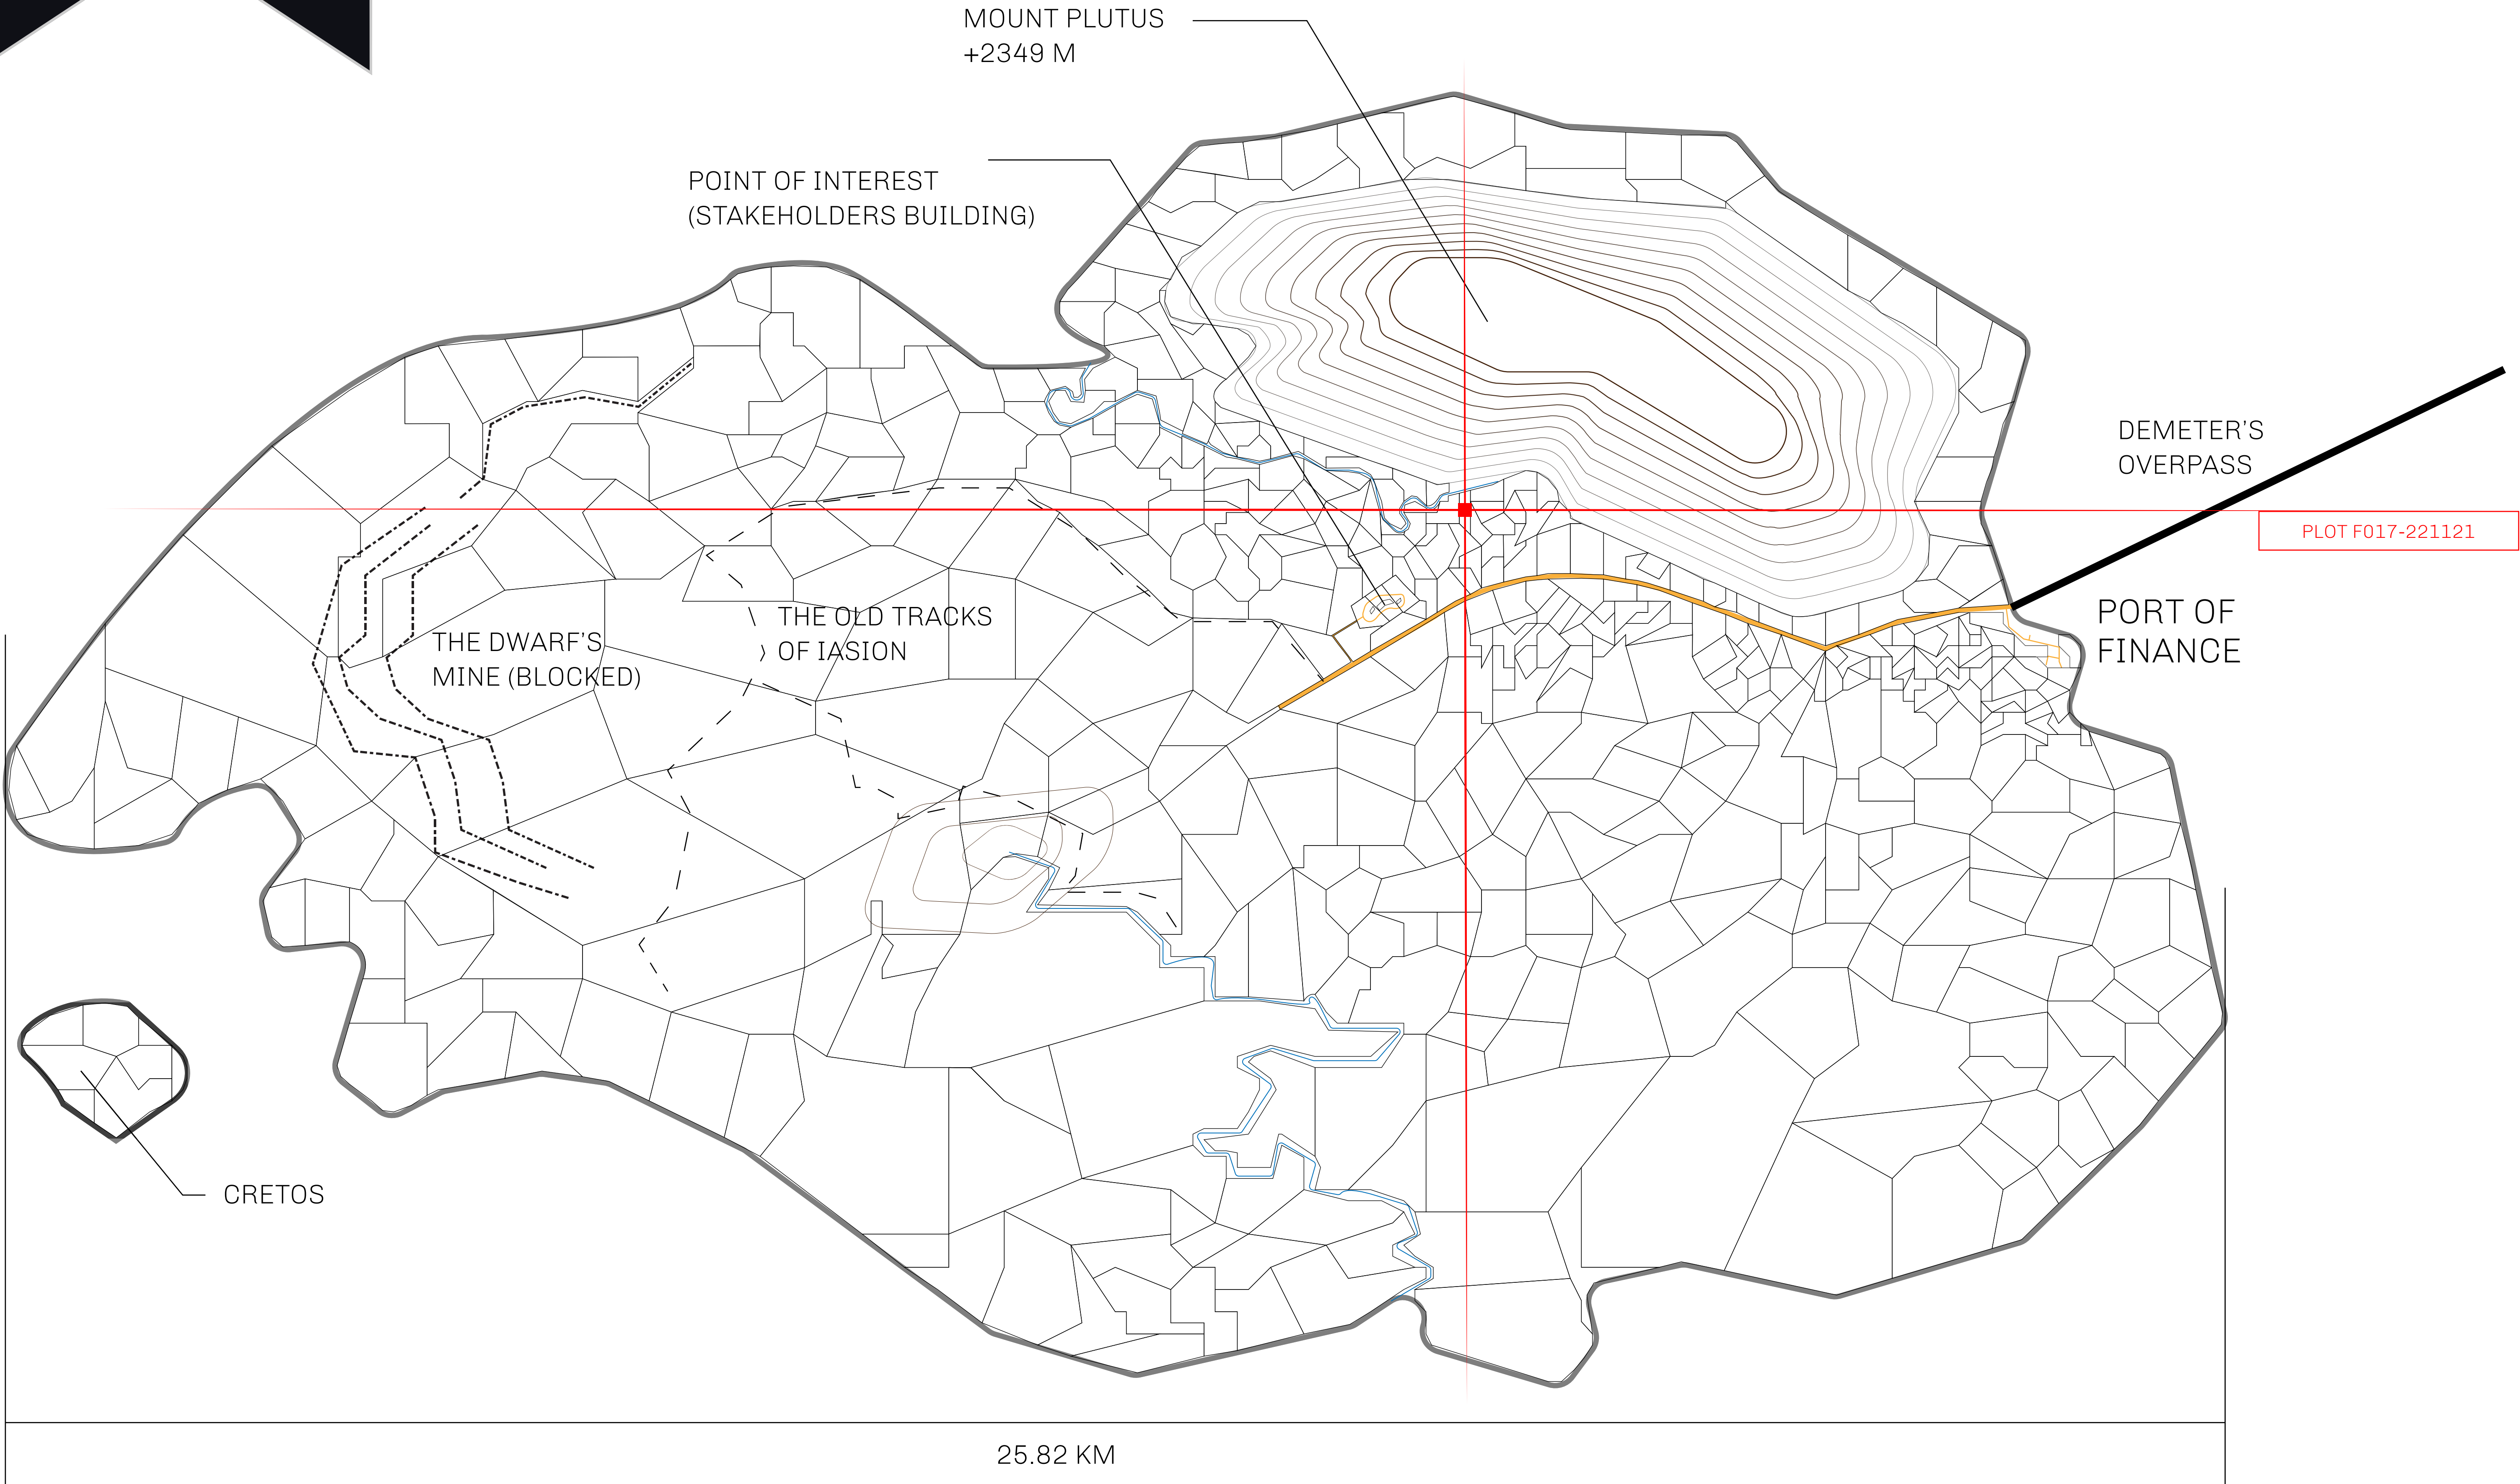 MOUNT PLUTUS
+2349 M
POINT OF INTEREST
(STAKEHOLDERS BUILDING)
DEMETER'S
OVERPASS
PLOT F017-221121
PORT OF
FINANCE
THE OLD TRACKS
OF IASION
THE DWARF'S
MINE (BLOCKED)
CRETOS
25.82 KM